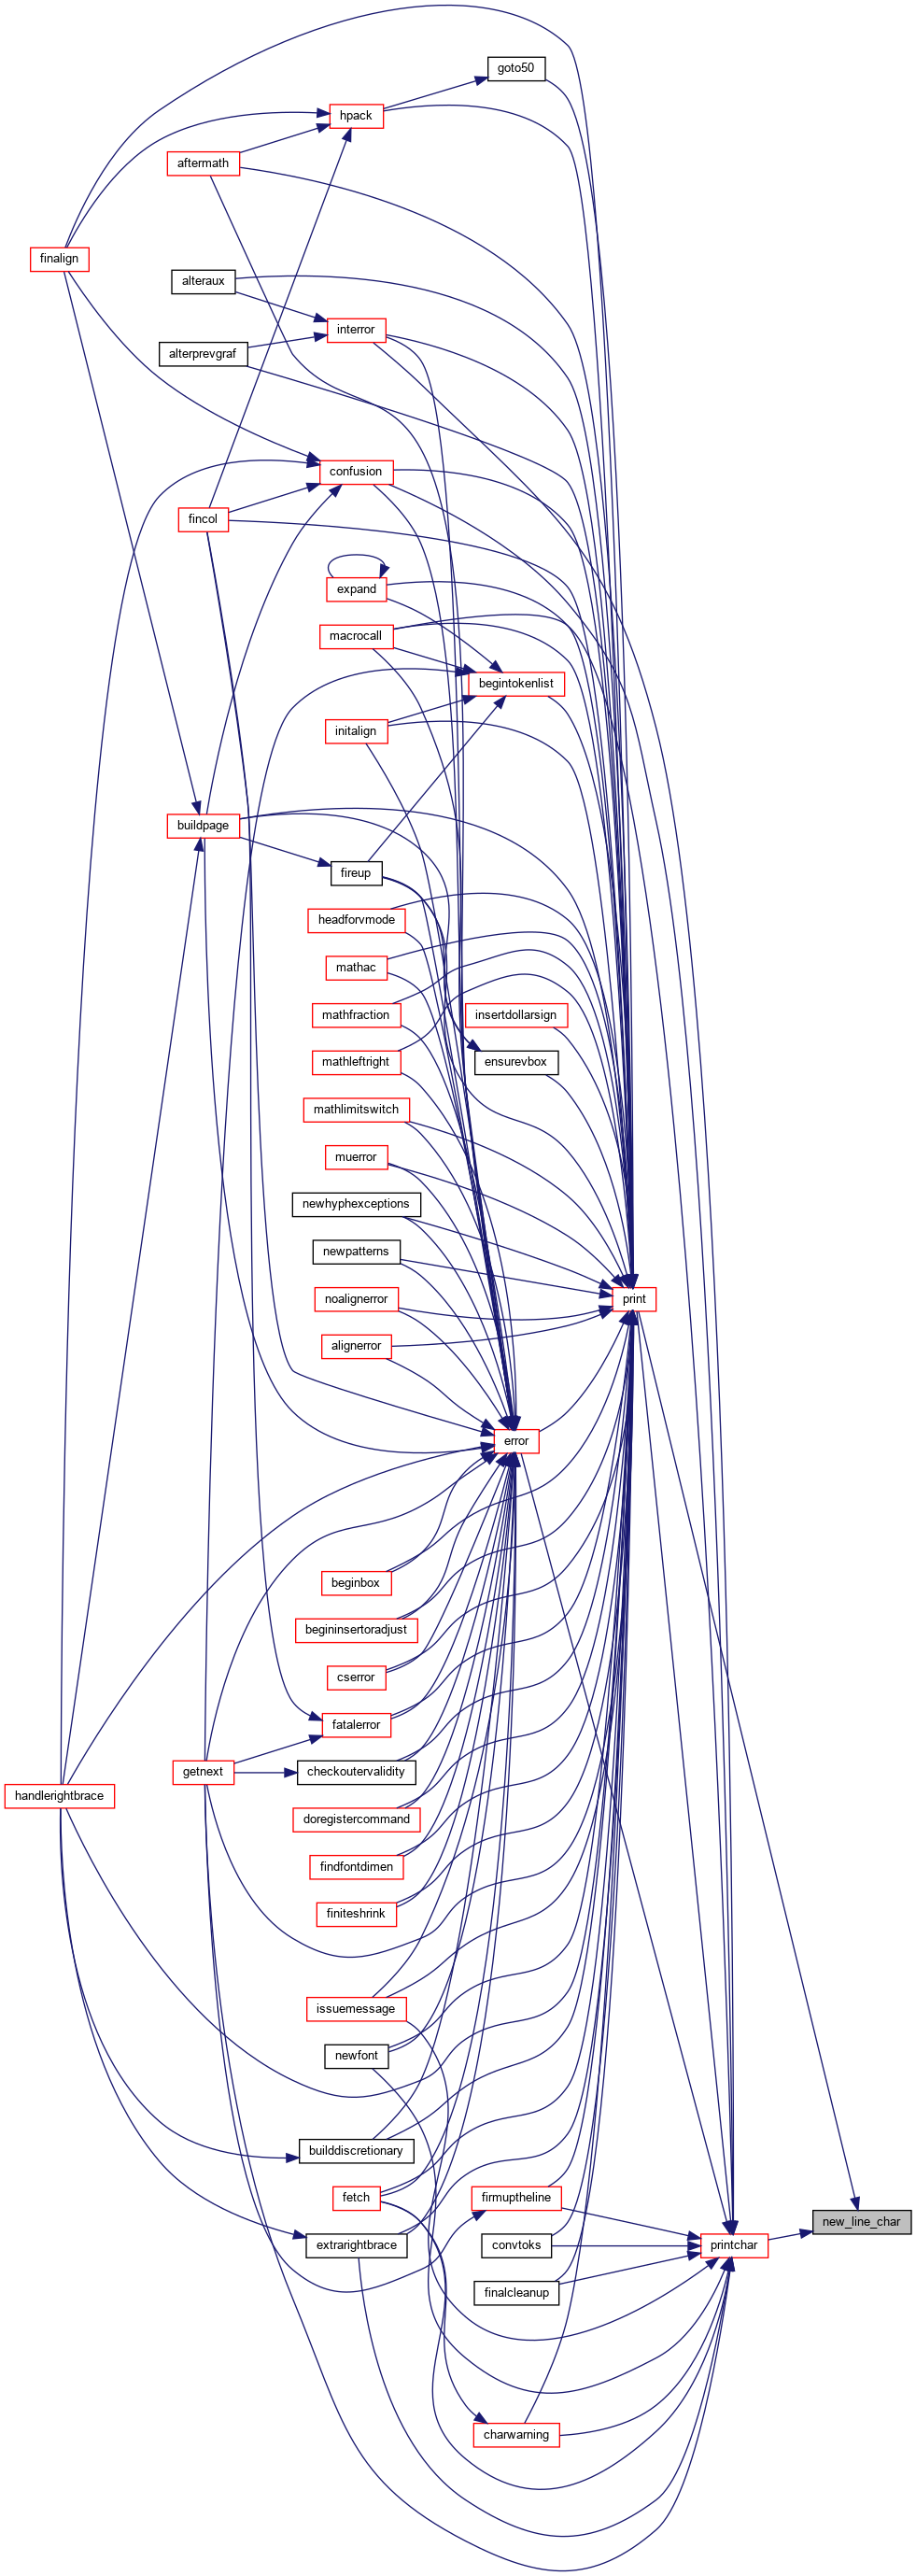 goto50
hpack
aftermath
finalign
alteraux
interror
alterprevgraf
confusion
fincol
expand
macrocall
begintokenlist
initalign
buildpage
fireup
headforvmode
mathac
mathfraction
insertdollarsign
mathleftright
ensurevbox
mathlimitswitch
muerror
newhyphexceptions
newpatterns
noalignerror
print
alignerror
error
beginbox
begininsertoradjust
cserror
fatalerror
getnext
checkoutervalidity
handlerightbrace
doregistercommand
findfontdimen
finiteshrink
issuemessage
newfont
builddiscretionary
fetch
firmuptheline
new_line_char
extrarightbrace
convtoks
printchar
finalcleanup
charwarning